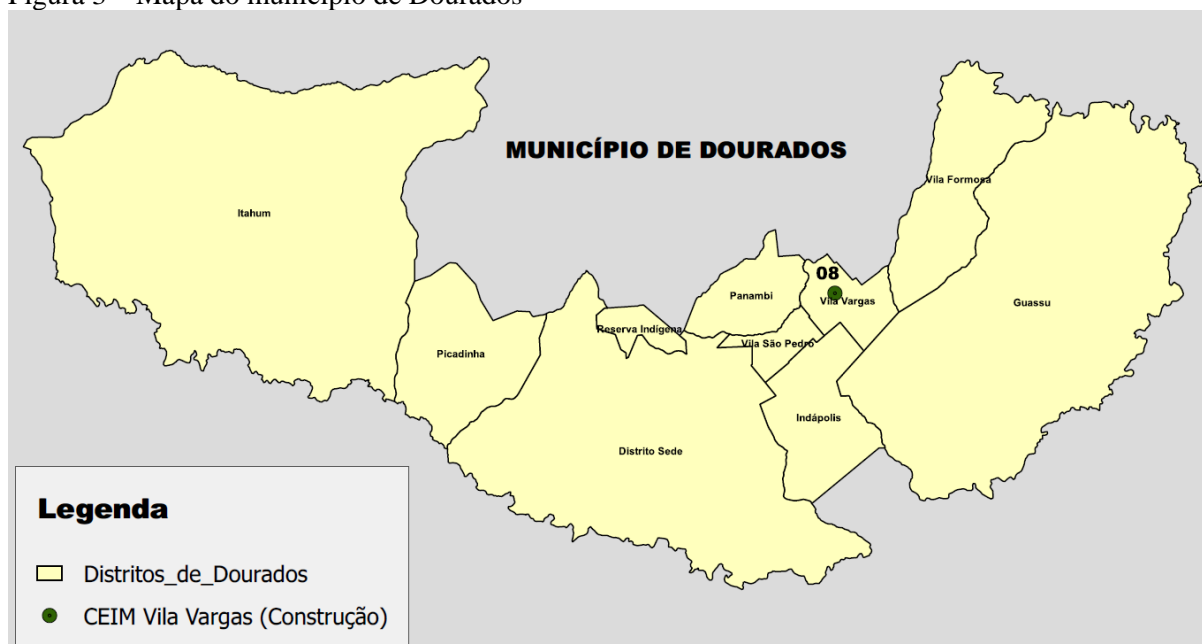 Figura 3 – Mapa do município de Dourados
MUNICÍPIO DE DOURADOS
Vila Formosa
Itahum
08
Panambi
Vila Vargas
Guassu
Reserva Indígena
Vila São Pedro
Picadinha
Indápolis
Distrito Sede
Legenda
Distritos_de_Dourados
CEIM Vila Vargas (Construção)